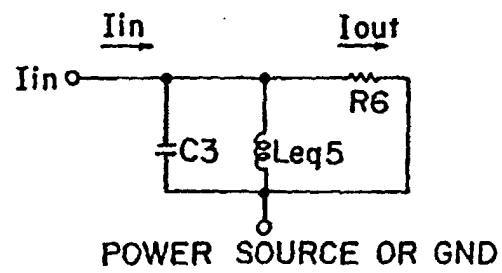 Iin Iout
Iin
R6
C3 Leq5
POWER SOURCE OR GND